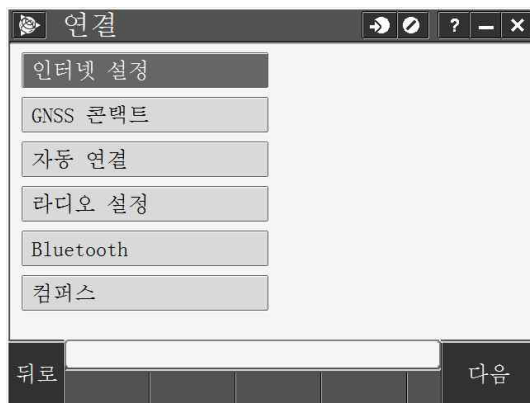 연결
?
인터넷 설정
GNSS 콘택트
자동 연결
라디오 설정
Bluetooth
컴퍼스
뒤로
다음